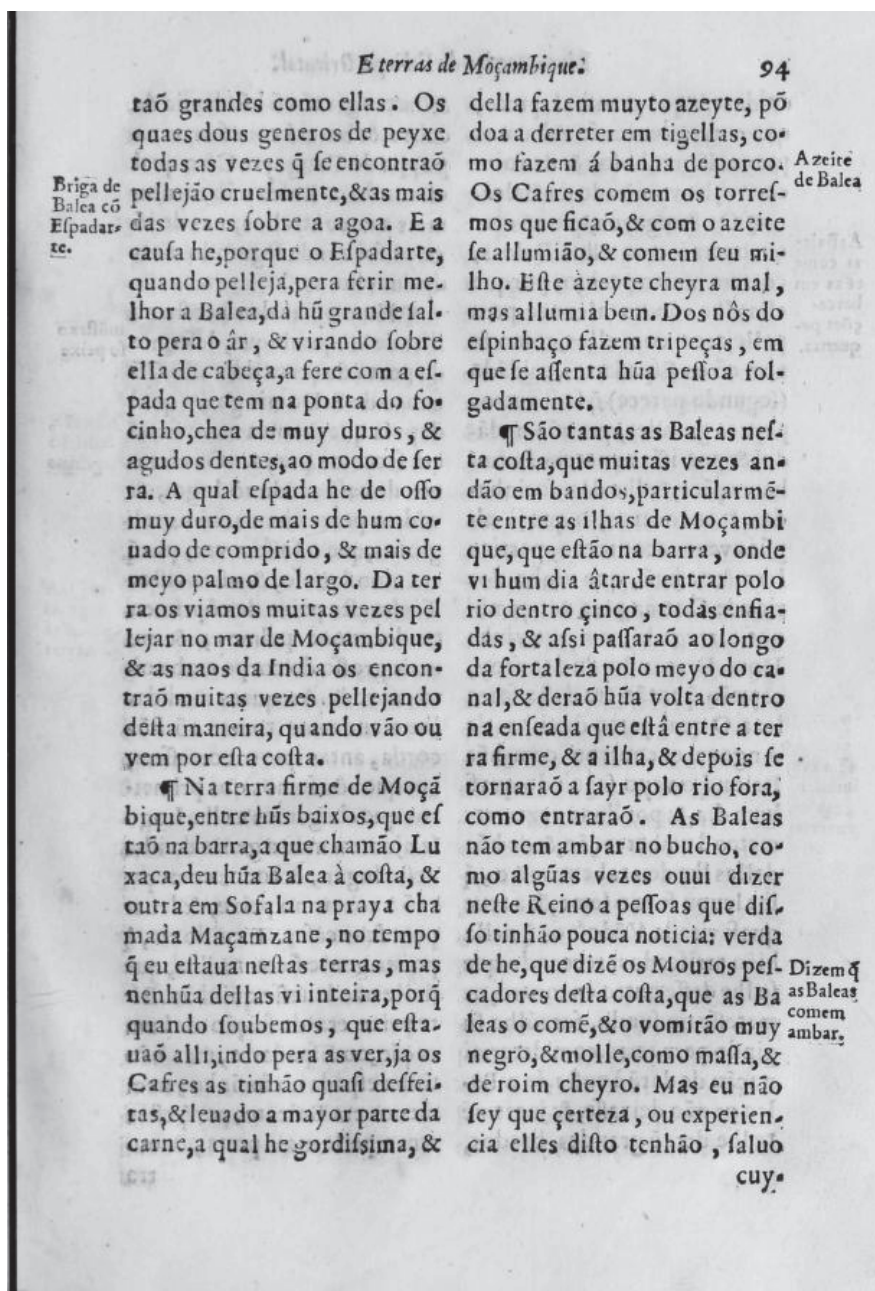 E terras de Moçambique. 94
taõ grandes como ellas. Os
quaes dous generos de peyxe
todas as vezes q̃ ſe encontraõ
pellejão cruelmente,& as mais
das vezes ſobre a agoa. E a
cauſa he,porque o Eſpadarte,
quando pelleja,pera ferir me-
lhor a Balea,dá hũ grande ſal-
to pera o âr, & virando ſobre
ella de cabeça,a fere com a eſ-
pada que tem na ponta do fo-
cinho,chea de muy duros, &
agudos dentes,ao modo de ſer
ra. A qual eſpada he de oſſo
muy duro,de mais de hum co-
uado de comprido, & mais de
meyo palmo de largo. Da ter
ra os viamos muitas vezes pel
lejar no mar de Moçambique,
& as naos da India os encon-
traõ muitas vezes pellejando
deſta maneira, quando vão ou
vem por eſta coſta.
¶ Na terra firme de Moçã
bique,entre hũs baixos,que eſ
taõ na barra,a que chamão Lu
xaca,deu hũa Balea à coſta, &
outra em Sofala na praya cha
mada Maçamzane, no tempo
q̃ eu eſtaua neſtas terras, mas
nenhũa dellas vi inteira,porq̃
quando ſoubemos, que eſta-
uaõ alli,indo pera as ver,ja os
Cafres as tinhão quaſi desfei-
tas,& leuado a mayor parte da
carne,a qual he gordiſsima, &
Briga de
Balea cõ
Eſpadar-
te.
della fazem muyto azeyte, põ
doa a derreter em tigellas, co-
mo fazem á banha de porco.
Os Cafres comem os torreſ-
mos que ficaõ,& com o azeite
ſe allumião,& comem ſeu mi-
lho. Eſte azeyte cheyra mal,
mas allumia bem. Dos nôs do
eſpinhaço fazem tripeças, em
que ſe aſſenta hũa peſſoa fol-
gadamente.
¶ São tantas as Baleas neſ-
ta coſta,que muitas vezes an-
dão em bandos,particularmẽ-
te entre as ilhas de Moçambi
que,que eſtão na barra, onde
vi hum dia âtarde entrar polo
rio dentro çinco, todas enfia-
das, & aſsi paſſaraõ ao longo
da fortaleza polo meyo do ca-
nal,& deraõ hũa volta dentro
na enſeada que eſtâ entre a ter
ra firme, & a ilha,& depois ſe
tornaraõ a ſayr polo rio fora,
como entraraõ. As Baleas
não tem ambar no bucho, co-
mo algũas vezes ouui dizer
neſte Reino a peſſoas que diſ-
ſo tinhão pouca noticia: verda
de he,que dizẽ os Mouros peſ-
cadores deſta coſta,que as Ba
leas o comẽ,& o vomitão muy
negro,& molle,como maſſa,&
de roim cheyro. Mas eu não
ſey que çerteza, ou experien-
cia elles diſto tenhão, ſaluo
cuy-
Azeite
de Balea
Dizem q̃
as Baleas
comem
ambar.